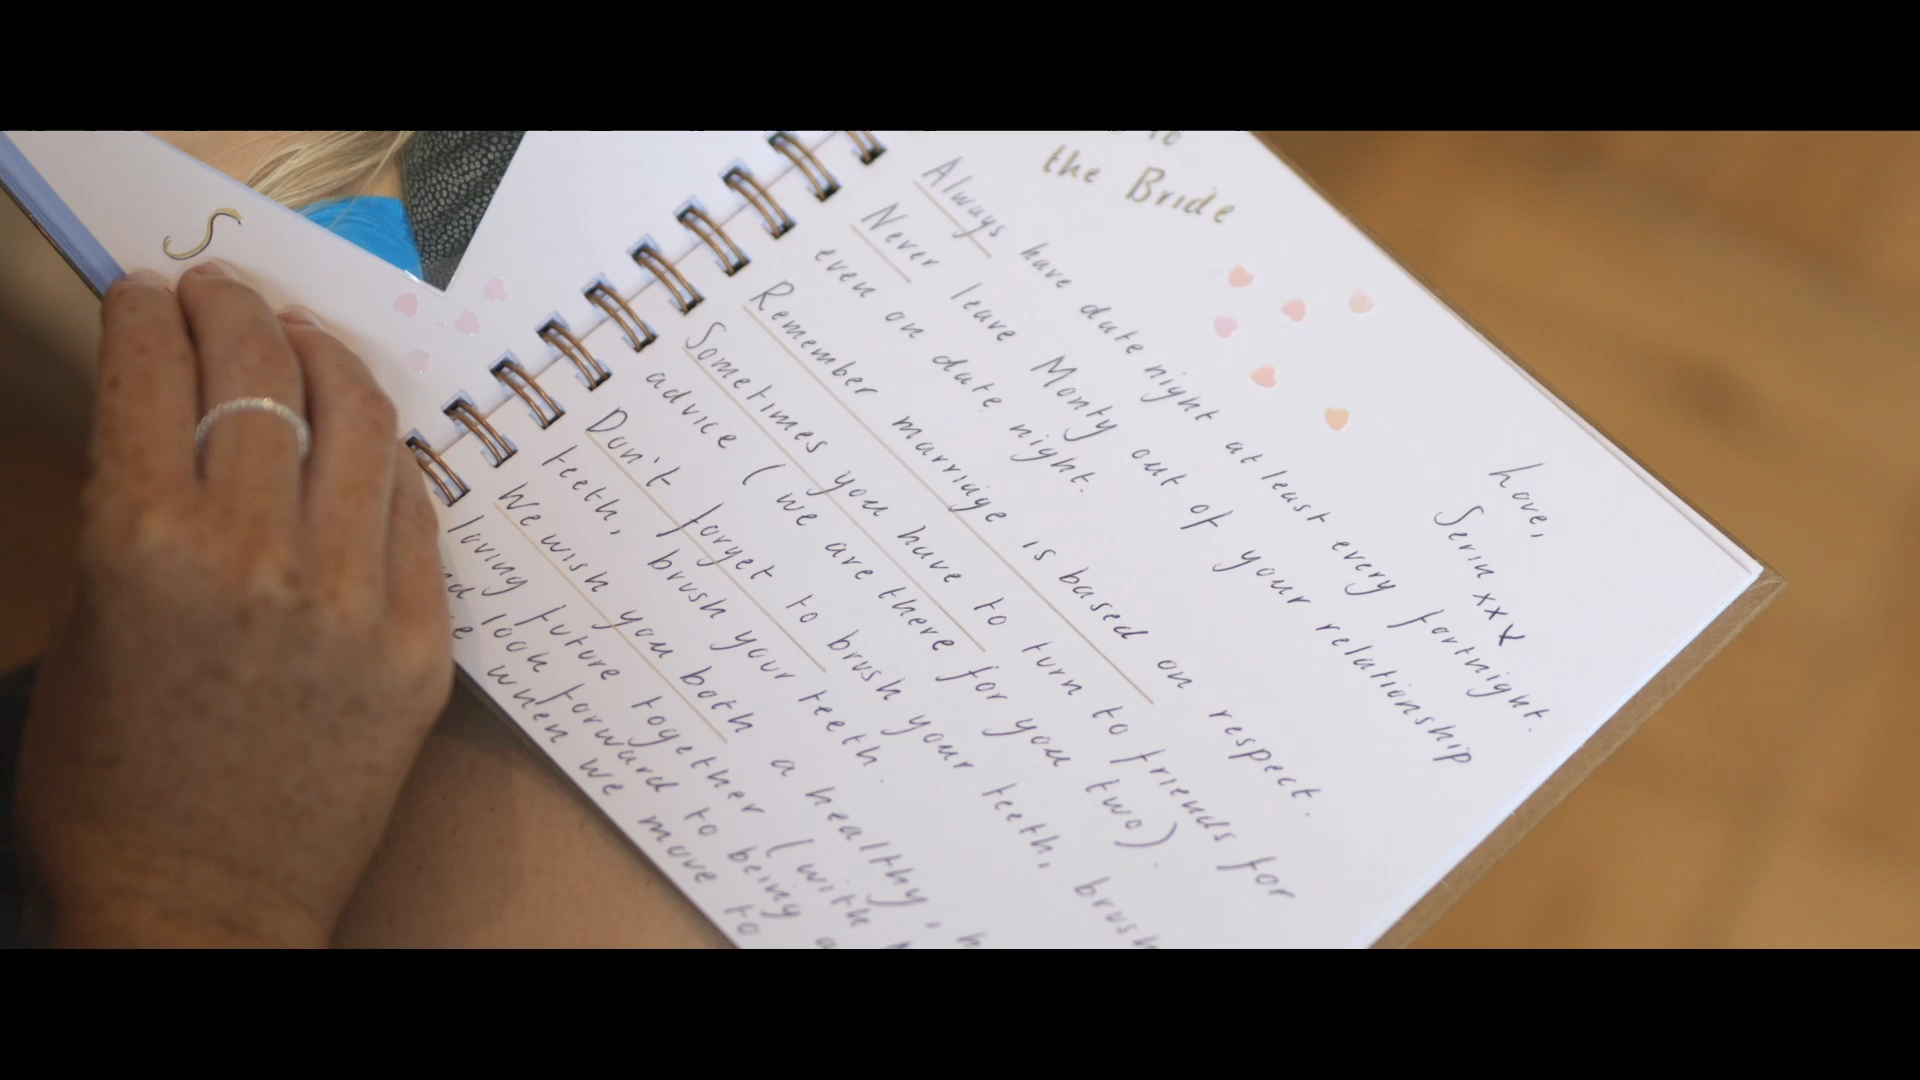 S
To
the Bride
Always have date night at least every fortnight.
Never leave Monty out of your relationship
even on date night.
Remember marriage is based on respect.
Sometimes you have to turn to friends for
advice (we are there for you two).
Don't forget to brush your teeth, brush
teeth, brush your teeth.
We wish you both a healthy,
loving future together (with
look forward to being
when we move to
Love,
Serin xxx